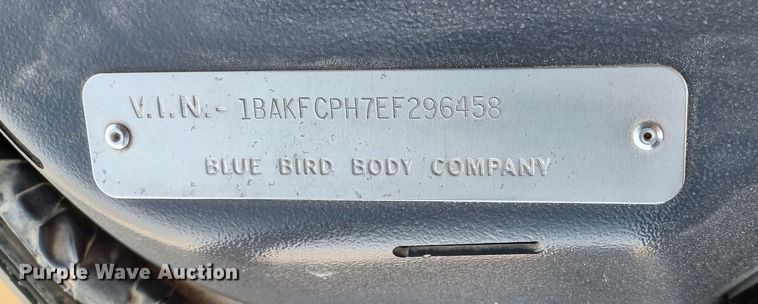 V.I.N.- 1BAKFCPH7EF296458
BLUE BIRD BODY COMPANY
Purple Wave Auction